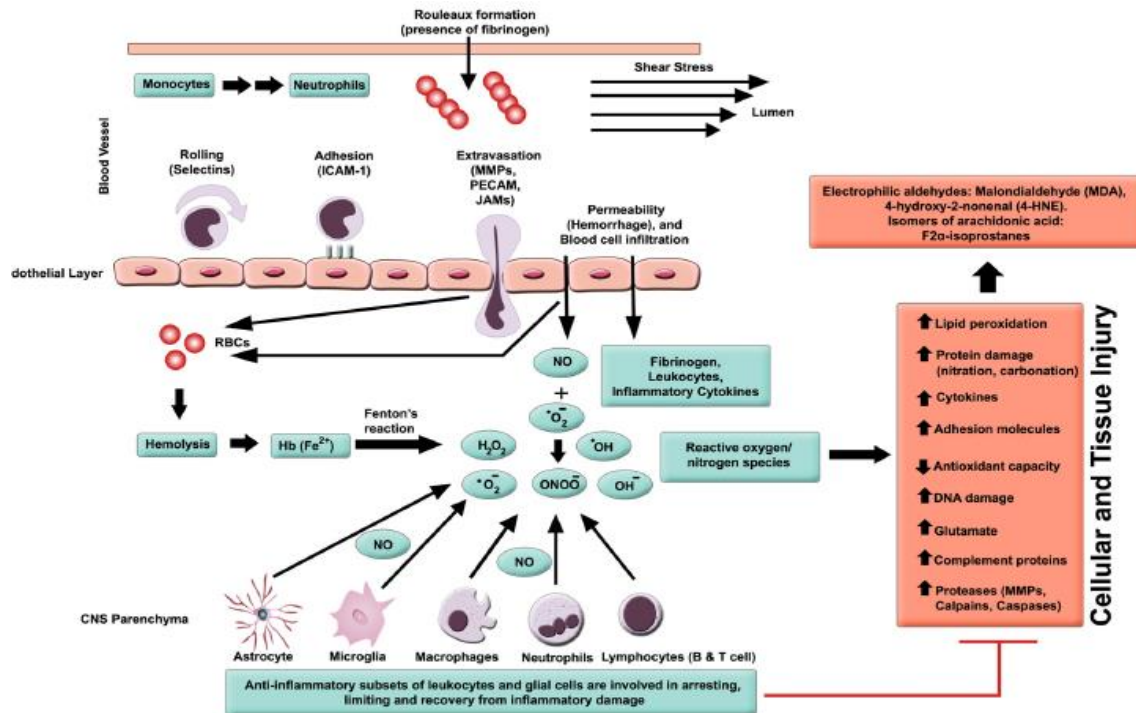 Rouleaux formation
(presence of fibrinogen)
Monocytes
Neutrophils
Shear Stress
Lumen
Blood Vessel
Rolling
(Selectins)
Adhesion
(ICAM-1)
Extravasation
(MMPs,
PECAM,
JAMs)
Permeability
(Hemorrhage), and
Blood cell infiltration
dothelial Layer
RBCs
NO
+
•O₂⁻
Fibrinogen,
Leukocytes,
Inflammatory Cytokines
Hemolysis
Hb (Fe²⁺)
Fenton's
reaction
H₂O₂
•OH
•O₂⁻
ONOO⁻
OH⁻
Reactive oxygen/
nitrogen species
NO
NO
CNS Parenchyma
Astrocyte
Microglia
Macrophages
Neutrophils
Lymphocytes (B & T cell)
Anti-inflammatory subsets of leukocytes and glial cells are involved in arresting,
limiting and recovery from inflammatory damage
Electrophilic aldehydes: Malondialdehyde (MDA),
4-hydroxy-2-nonenal (4-HNE).
Isomers of arachidonic acid:
F2α-isoprostanes
Lipid peroxidation
Protein damage
(nitration, carbonation)
Cytokines
Adhesion molecules
Antioxidant capacity
DNA damage
Glutamate
Complement proteins
Proteases (MMPs,
Calpains, Caspases)
Cellular and Tissue Injury